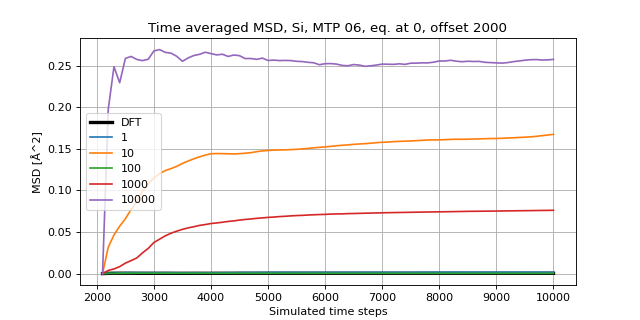 Time averaged MSD, Si, MTP 06, eq. at 0, offset 2000
MSD [Å^2]
0.25
0.20
0.15
0.10
0.05
0.00
DFT
1
10
100
1000
10000
2000 3000 4000 5000 6000 7000 8000 9000 10000
Simulated time steps